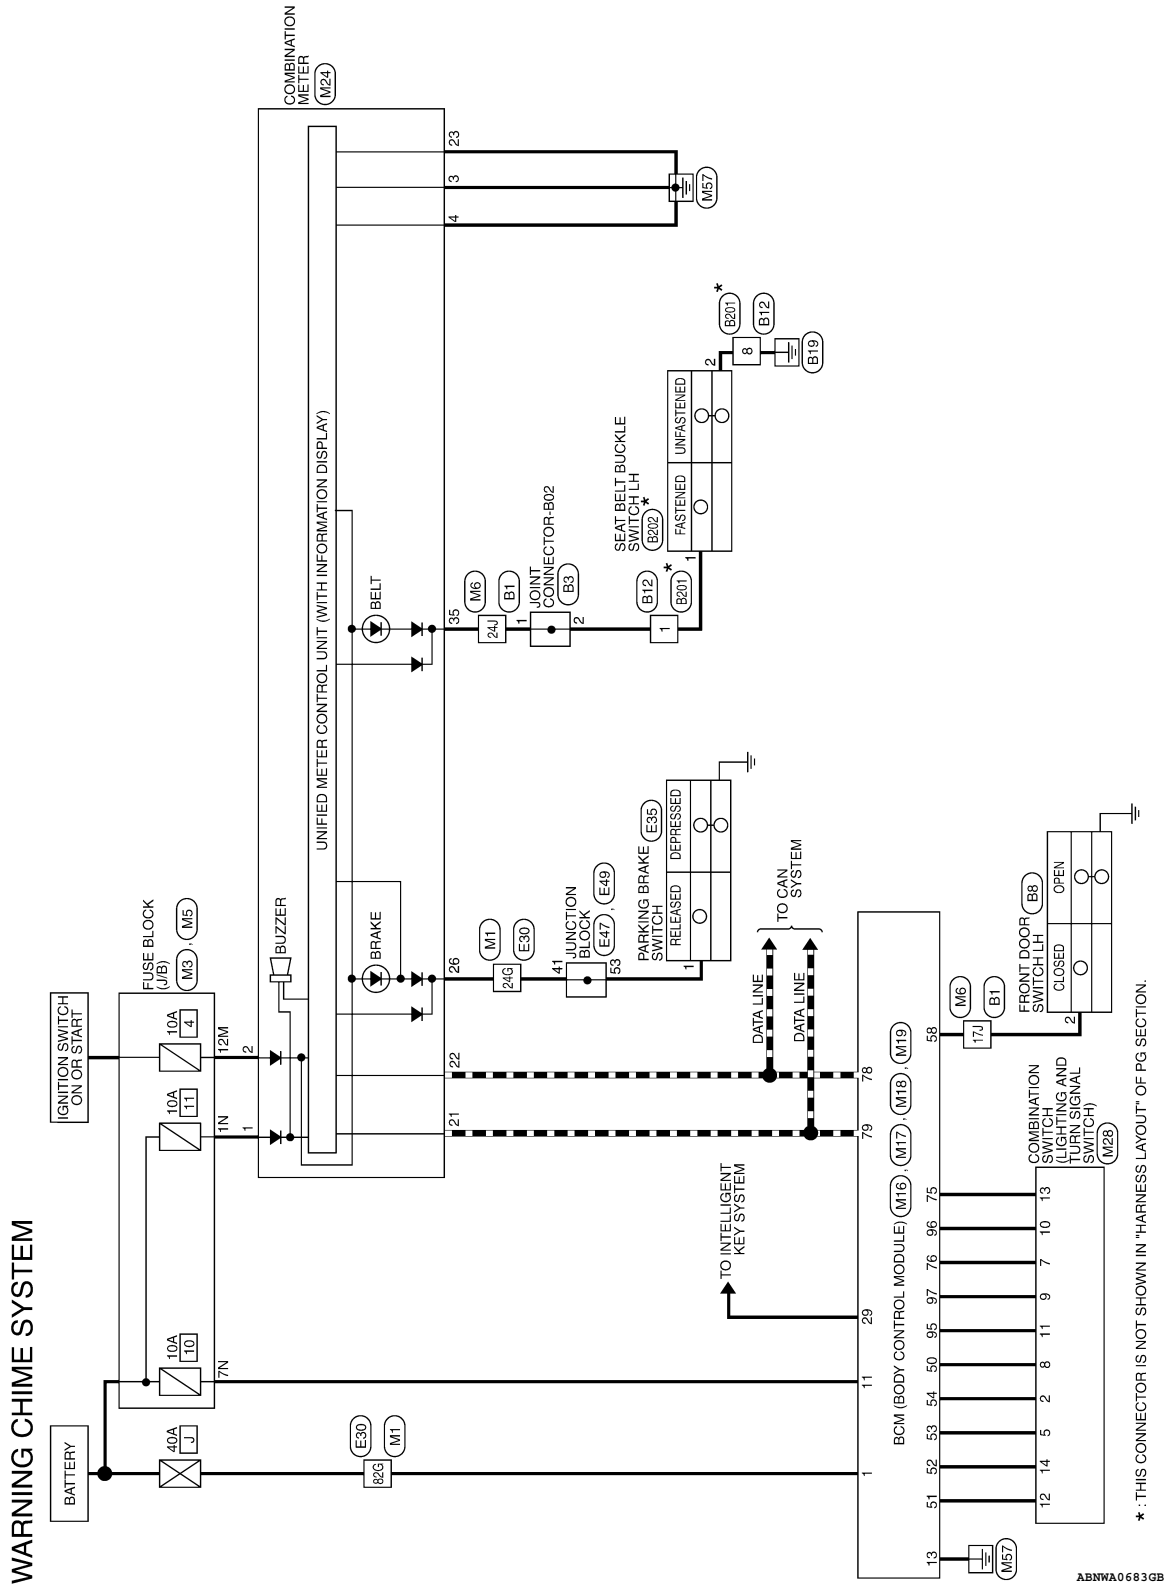 WARNING CHIME SYSTEM
BATTERY
IGNITION SWITCH
ON OR START
FUSE BLOCK
(J/B)
M3 , M5
40A
J
10A
10
10A
11
10A
4
7N
1N
12M
E30
M1
82G
1
2
BUZZER
COMBINATION
METER
M24
UNIFIED METER CONTROL UNIT (WITH INFORMATION DISPLAY)
BRAKE
BELT
21
22
26
35
4
3
23
M57
M1
E30
24G
41
JUNCTION
BLOCK
E47 , E49
53
PARKING BRAKE
SWITCH
E35
RELEASED
DEPRESSED
1
M6
B1
24J
1
JOINT
CONNECTOR-B02
B3
2
B12
*
B201
1
SEAT BELT BUCKLE
SWITCH LH
*
B202
1
FASTENED
UNFASTENED
2
*
B201
B12
8
B19
TO INTELLIGENT
KEY SYSTEM
DATA LINE
DATA LINE
TO CAN
SYSTEM
1
11
29
79
78
BCM (BODY CONTROL MODULE) M16 , M17 , M18 , M19
13
51
52
53
54
50
95
97
76
96
75
58
M57
12
14
5
2
8
11
9
7
10
13
COMBINATION
SWITCH
(LIGHTING AND
TURN SIGNAL
SWITCH)
M28
M6
B1
17J
FRONT DOOR
SWITCH LH
B8
2
CLOSED
OPEN
* : THIS CONNECTOR IS NOT SHOWN IN "HARNESS LAYOUT" OF PG SECTION.
ABNWA0683GB